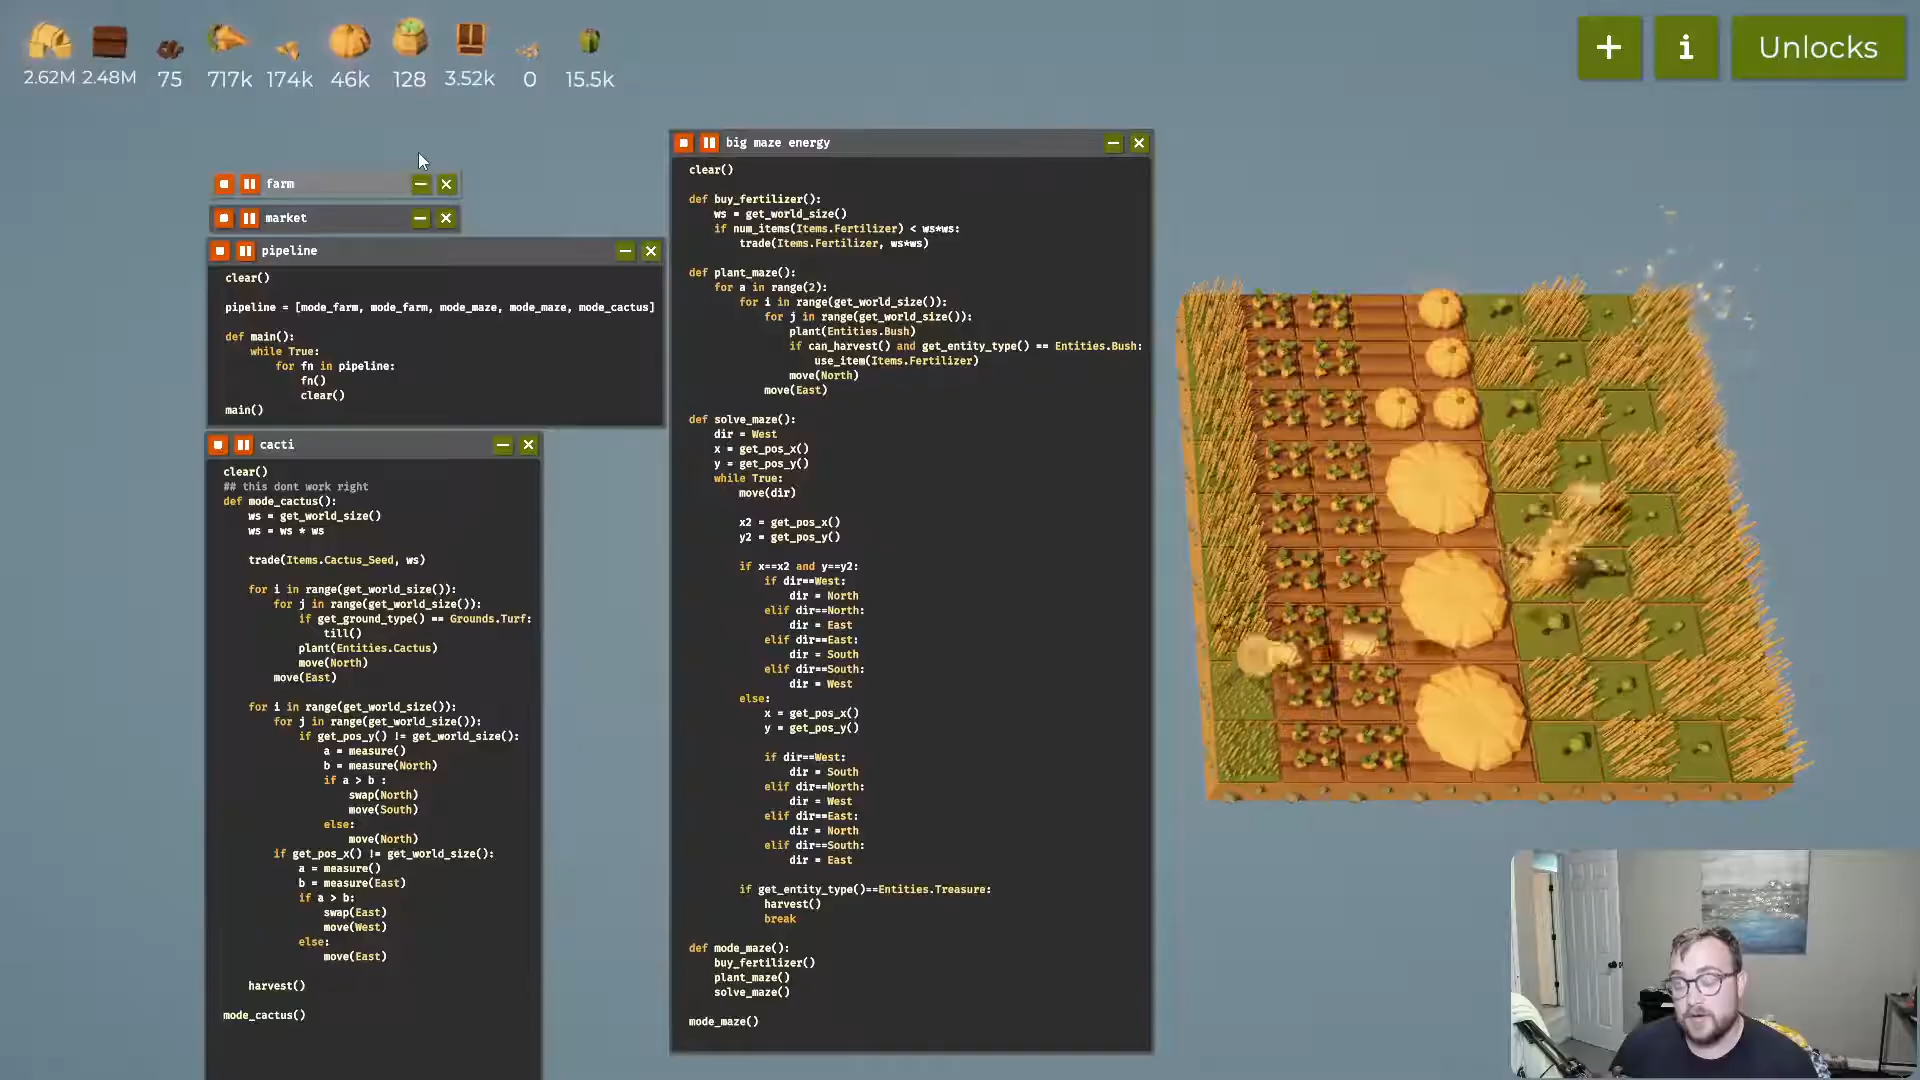 2.62M 2.48M 75 717k 174k 46k 128 3.52k 0 15.5k
+ i Unlocks
farm
market
pipeline
clear()
pipeline = [mode_farm, mode_farm, mode_maze, mode_maze, mode_cactus]
def main():
    while True:
        for fn in pipeline:
            fn()
            clear()
main()
cacti
clear()
## this dont work right
def mode_cactus():
    ws = get_world_size()
    ws = ws * ws
    trade(Items.Cactus_Seed, ws)
    for i in range(get_world_size()):
        for j in range(get_world_size()):
            if get_ground_type() == Grounds.Turf:
                till()
            plant(Entities.Cactus)
            move(North)
        move(East)
    for i in range(get_world_size()):
        for j in range(get_world_size()):
            if get_pos_y() != get_world_size():
                a = measure()
                b = measure(North)
                if a > b :
                    swap(North)
                    move(South)
                else:
                    move(North)
        if get_pos_x() != get_world_size():
            a = measure()
            b = measure(East)
            if a > b:
                swap(East)
                move(West)
            else:
                move(East)
    harvest()
mode_cactus()
big maze energy
clear()
def buy_fertilizer():
    ws = get_world_size()
    if num_items(Items.Fertilizer) < ws*ws:
        trade(Items.Fertilizer, ws*ws)
def plant_maze():
    for a in range(2):
        for i in range(get_world_size()):
            for j in range(get_world_size()):
                plant(Entities.Bush)
                if can_harvest() and get_entity_type() == Entities.Bush:
                    use_item(Items.Fertilizer)
                move(North)
            move(East)
def solve_maze():
    dir = West
    x = get_pos_x()
    y = get_pos_y()
    while True:
        move(dir)
        x2 = get_pos_x()
        y2 = get_pos_y()
        if x==x2 and y==y2:
            if dir==West:
                dir = North
            elif dir==North:
                dir = East
            elif dir==East:
                dir = South
            elif dir==South:
                dir = West
        else:
            x = get_pos_x()
            y = get_pos_y()
            if dir==West:
                dir = South
            elif dir==North:
                dir = West
            elif dir==East:
                dir = North
            elif dir==South:
                dir = East
        if get_entity_type()==Entities.Treasure:
            harvest()
            break
def mode_maze():
    buy_fertilizer()
    plant_maze()
    solve_maze()
mode_maze()